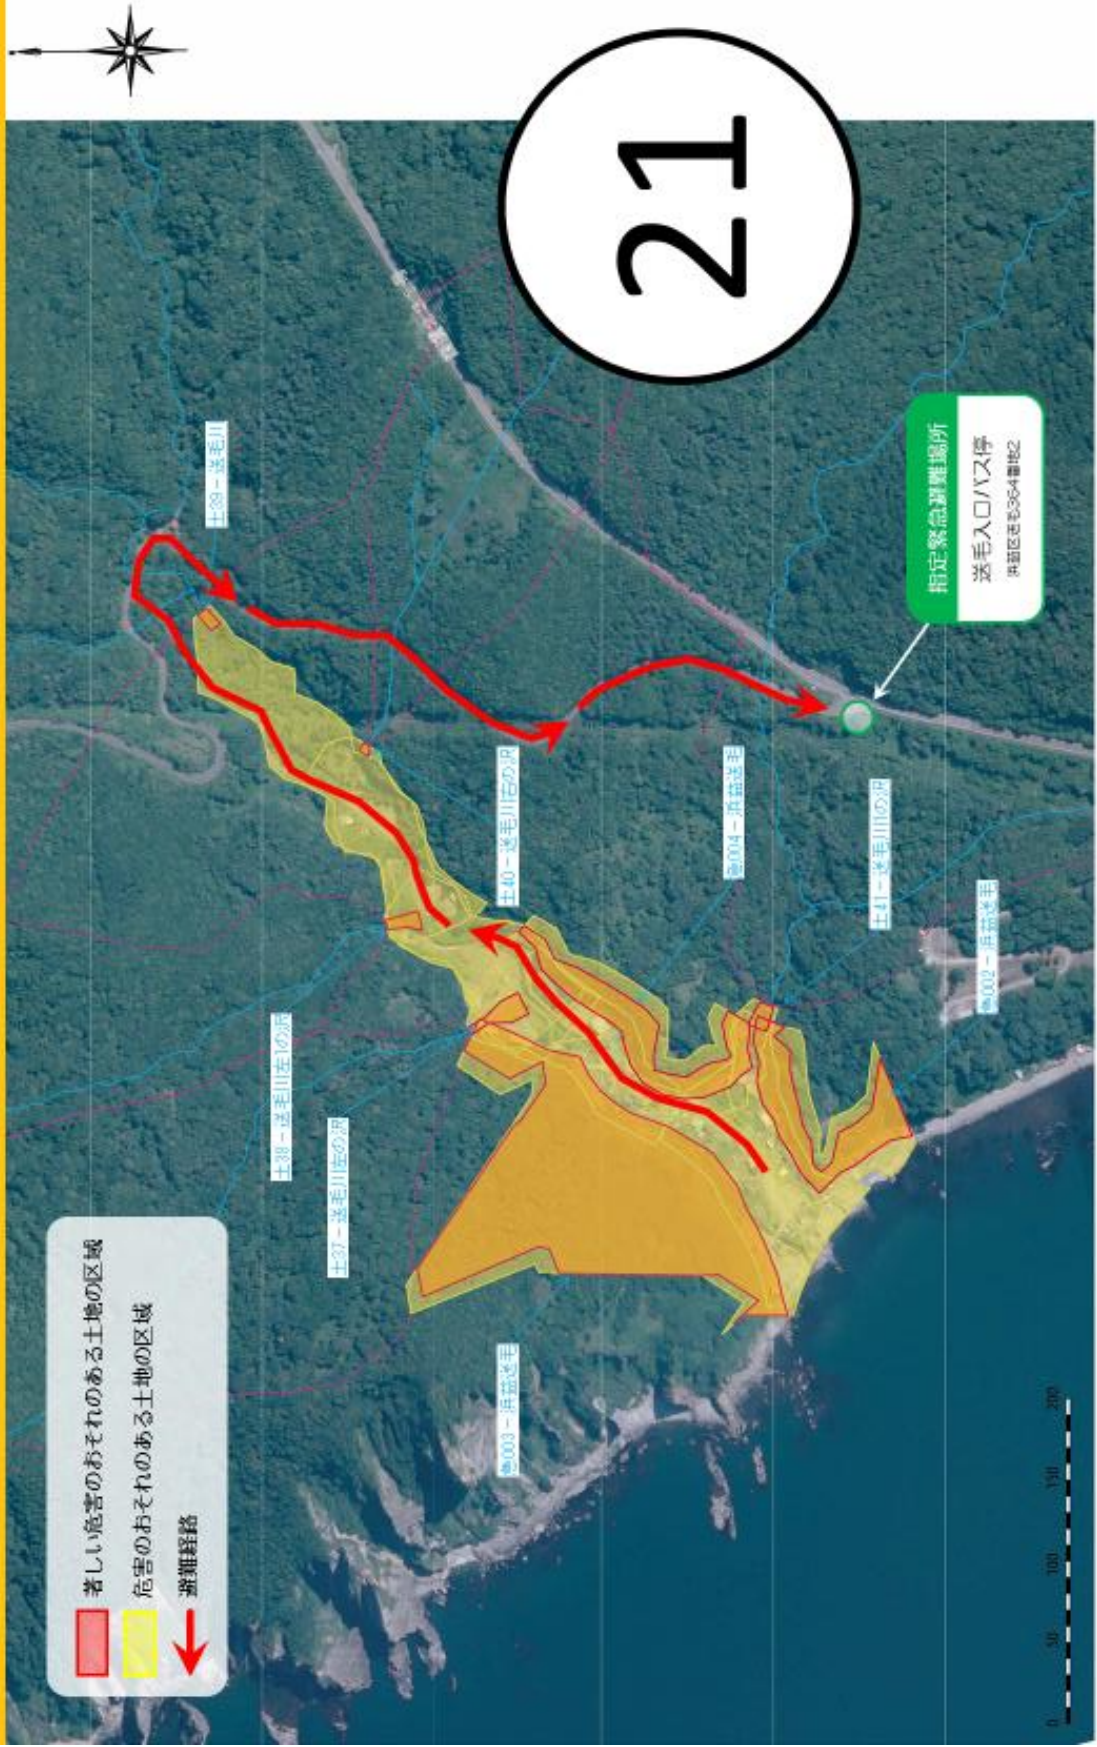 21
著しい危害のおそれのある土地の区域
危害のおそれのある土地の区域
避難経路
土39－送毛川
土38－送毛川左1の沢
土37－送毛川左の沢
土40－送毛川右の沢
急003－浜益送毛
急004－浜益送毛
土41－送毛川1の沢
急002－浜益送毛
指定緊急避難場所
送毛入口バス停
浜益区送毛364番地2
0 50 100 150 200